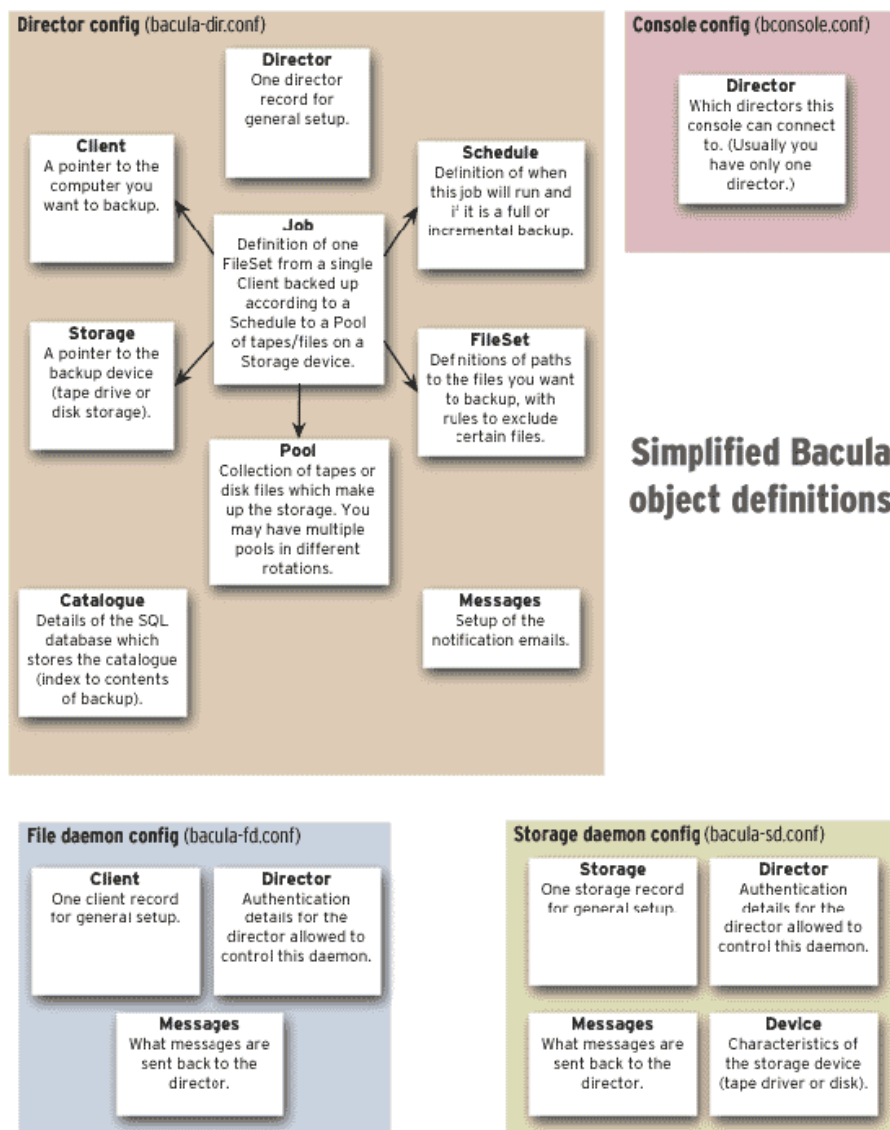 Director config (bacula-dir.conf)
Director
One director
record for
general setup.
Client
A pointer to the
computer you
want to backup.
Schedule
Definition of when
this job will run and
if it is a full or
incremental backup.
Job
Definition of one
FileSet from a single
Client backed up
according to a
Schedule to a Pool
of tapes/files on a
Storage device.
Storage
A pointer to the
backup device
(tape drive or
disk storage).
FileSet
Definitions of paths
to the files you want
to backup, with
rules to exclude
certain files.
Pool
Collection of tapes or
disk files which make
up the storage. You
may have multiple
pools in different
rotations.
Catalogue
Details of the SQL
database which
stores the catalogue
(index to contents
of backup).
Messages
Setup of the
notification emails.
Console config (bconsole.conf)
Director
Which directors this
console can connect
to. (Usually you
have only one
director.)
Simplified Bacula
object definitions
File daemon config (bacula-fd.conf)
Client
One client record
for general setup.
Director
Authentication
details for the
director allowed to
control this daemon.
Messages
What messages are
sent back to the
director.
Storage daemon config (bacula-sd.conf)
Storage
One storage record
for general setup.
Director
Authentication
details for the
director allowed to
control this daemon.
Messages
What messages are
sent back to the
director.
Device
Characteristics of
the storage device
(tape driver or disk).